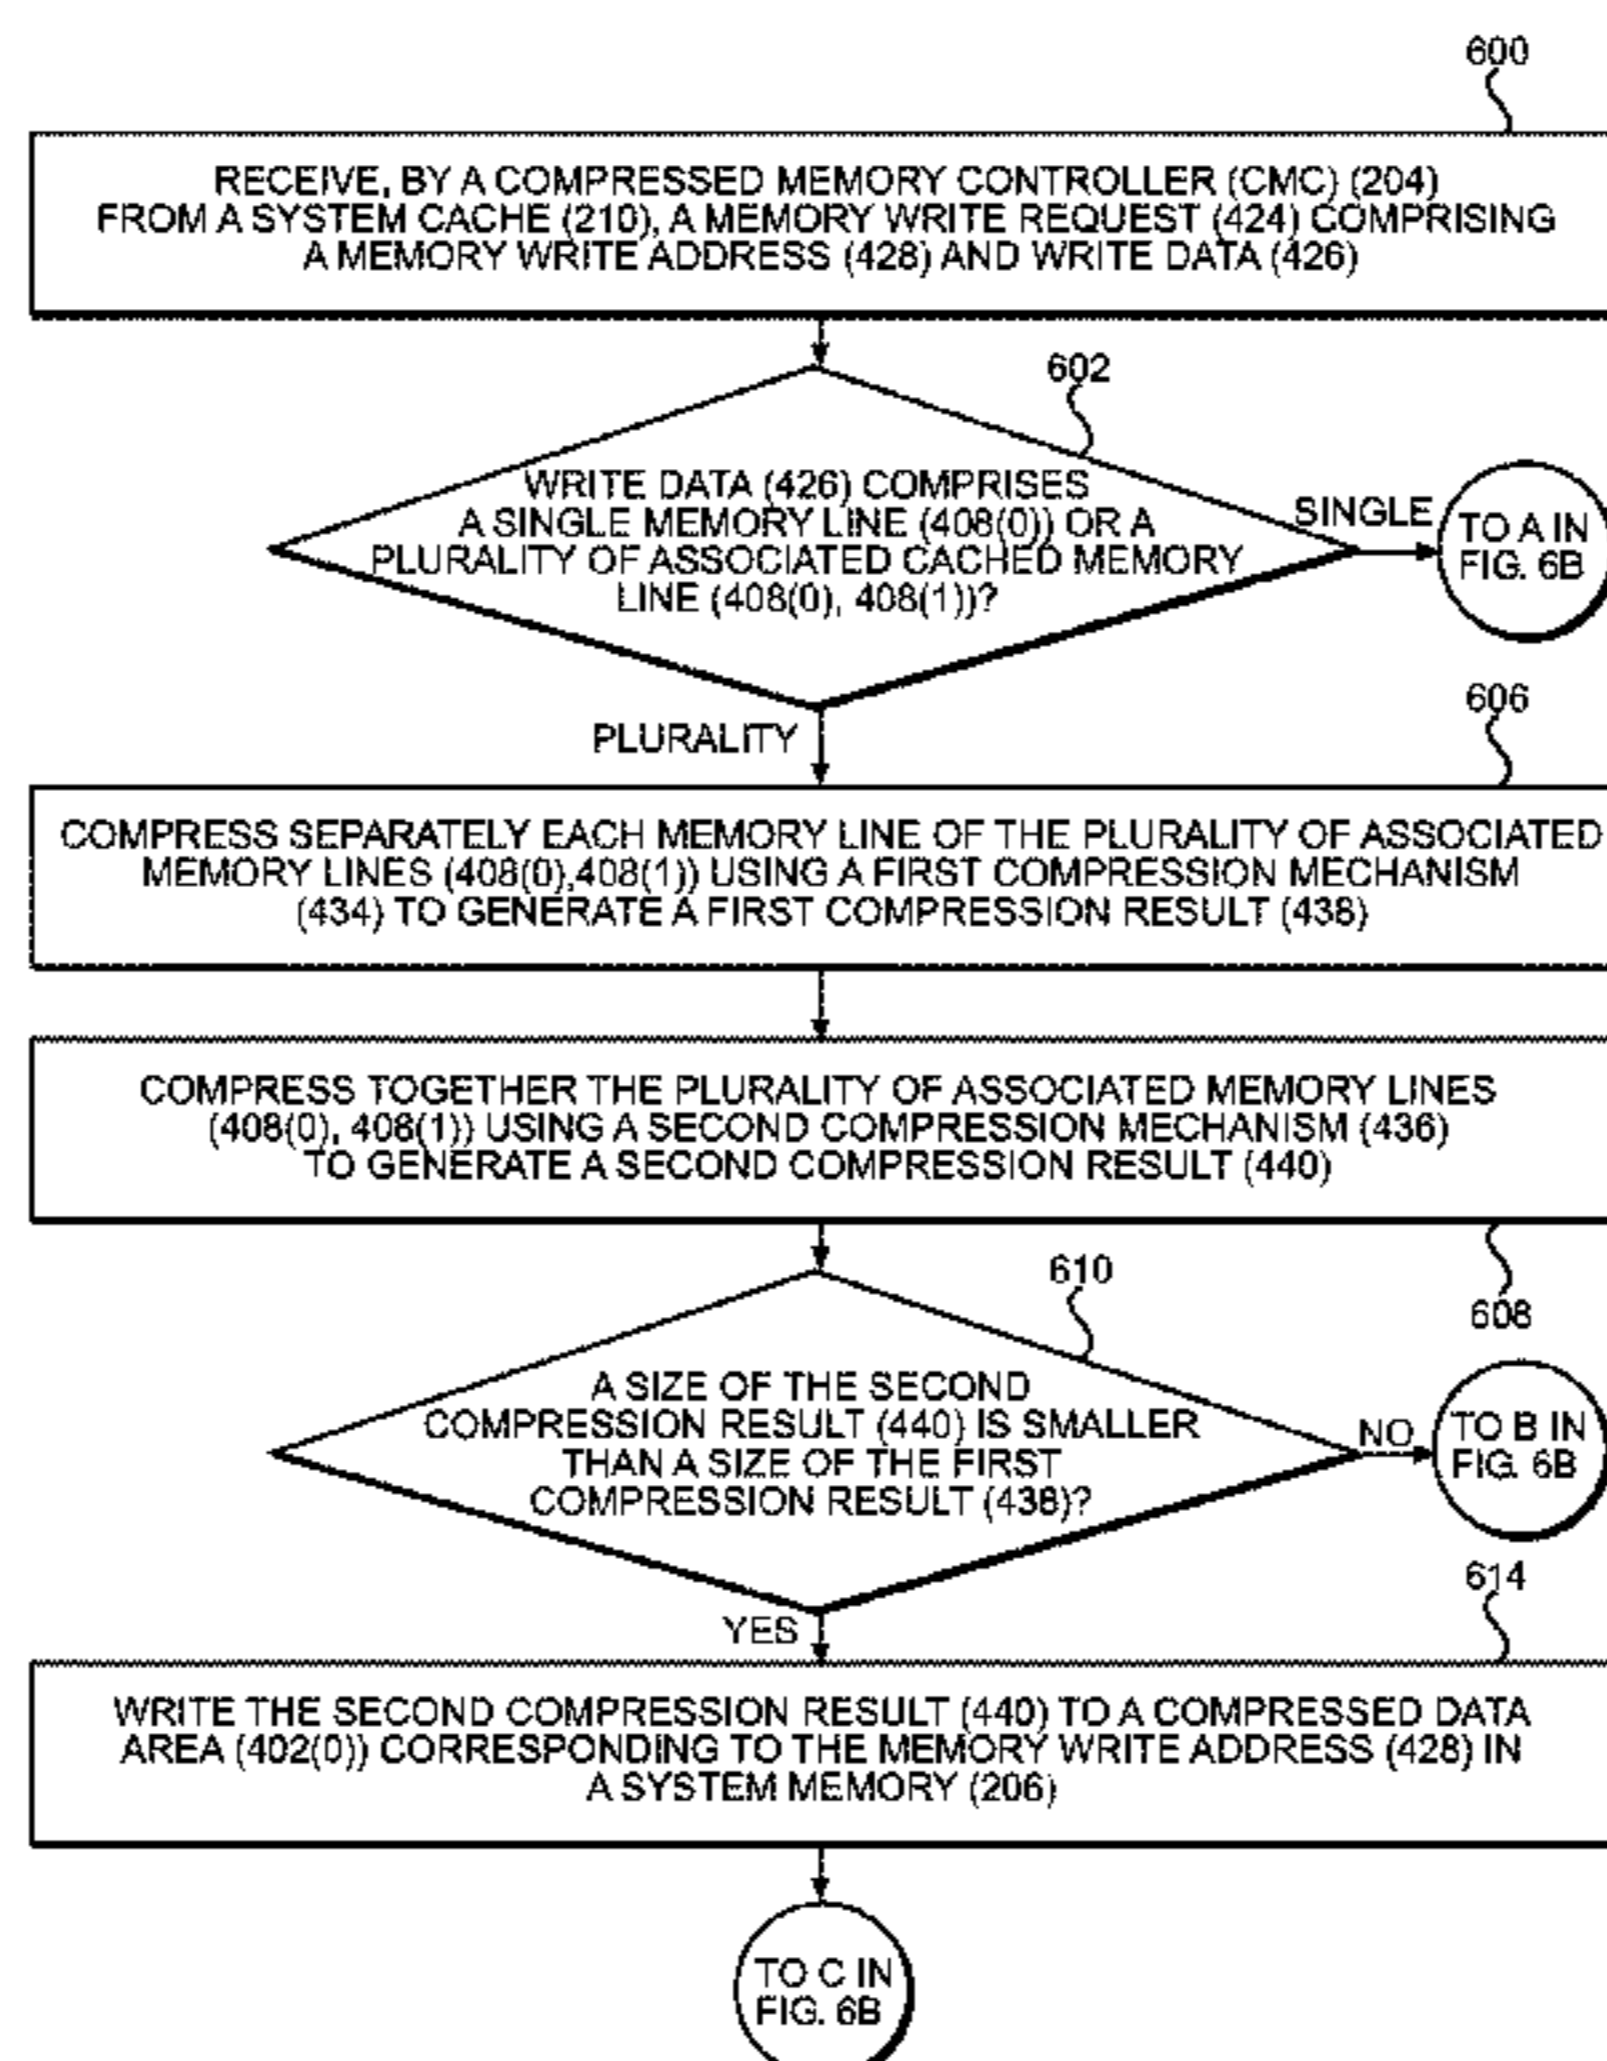 600
RECEIVE, BY A COMPRESSED MEMORY CONTROLLER (CMC) (204)
FROM A SYSTEM CACHE (210), A MEMORY WRITE REQUEST (424) COMPRISING
A MEMORY WRITE ADDRESS (428) AND WRITE DATA (426)
602
WRITE DATA (426) COMPRISES
A SINGLE MEMORY LINE (408(0)) OR A
PLURALITY OF ASSOCIATED CACHED MEMORY
LINE (408(0), 408(1))?
SINGLE
TO A IN
FIG. 6B
PLURALITY
606
COMPRESS SEPARATELY EACH MEMORY LINE OF THE PLURALITY OF ASSOCIATED
MEMORY LINES (408(0),408(1)) USING A FIRST COMPRESSION MECHANISM
(434) TO GENERATE A FIRST COMPRESSION RESULT (438)
COMPRESS TOGETHER THE PLURALITY OF ASSOCIATED MEMORY LINES
(408(0), 408(1)) USING A SECOND COMPRESSION MECHANISM (436)
TO GENERATE A SECOND COMPRESSION RESULT (440)
608
610
A SIZE OF THE SECOND
COMPRESSION RESULT (440) IS SMALLER
THAN A SIZE OF THE FIRST
COMPRESSION RESULT (438)?
NO
TO B IN
FIG. 6B
YES
614
WRITE THE SECOND COMPRESSION RESULT (440) TO A COMPRESSED DATA
AREA (402(0)) CORRESPONDING TO THE MEMORY WRITE ADDRESS (428) IN
A SYSTEM MEMORY (206)
TO C IN
FIG. 6B